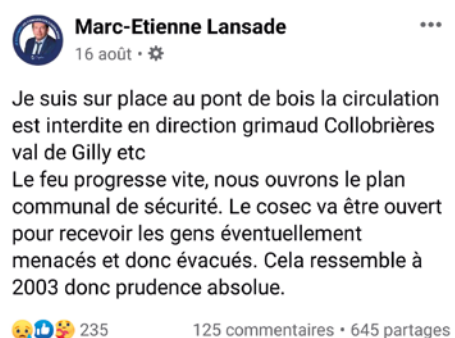 Marc-Etienne Lansade
16 août ·
Je suis sur place au pont de bois la circulation
est interdite en direction grimaud Collobrières
val de Gilly etc
Le feu progresse vite, nous ouvrons le plan
communal de sécurité. Le cosec va être ouvert
pour recevoir les gens éventuellement
menacés et donc évacués. Cela ressemble à
2003 donc prudence absolue.
235 125 commentaires • 645 partages